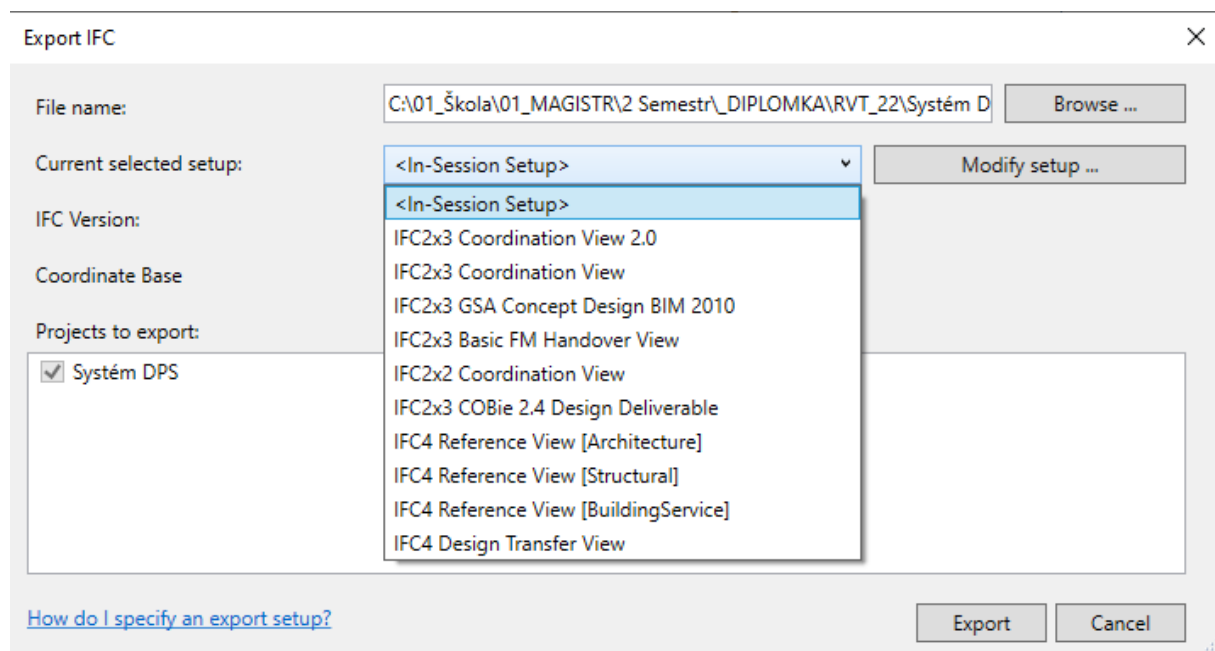 Export IFC
File name:
C:\01_Škola\01_MAGISTR\2 Semestr\_DIPLOMKA\RVT_22\Systém D
Browse ...
Current selected setup:
<In-Session Setup>
Modify setup ...
<In-Session Setup>
IFC Version:
IFC2x3 Coordination View 2.0
IFC2x3 Coordination View
Coordinate Base
IFC2x3 GSA Concept Design BIM 2010
Projects to export:
IFC2x3 Basic FM Handover View
Systém DPS
IFC2x2 Coordination View
IFC2x3 COBie 2.4 Design Deliverable
IFC4 Reference View [Architecture]
IFC4 Reference View [Structural]
IFC4 Reference View [BuildingService]
IFC4 Design Transfer View
How do I specify an export setup?
Export
Cancel